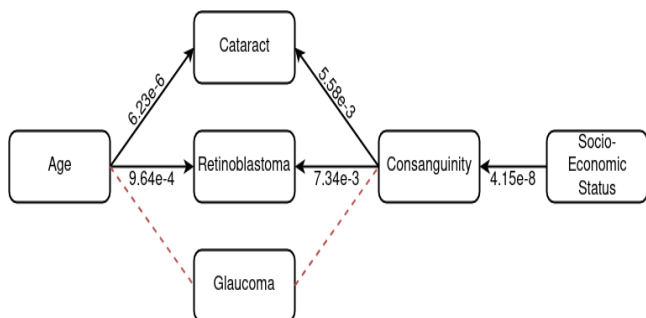 Cataract
6.23e-6
5.58e-3
Age
9.64e-4
Retinoblastoma
7.34e-3
Consanguinity
4.15e-8
Socio-
Economic
Status
Glaucoma